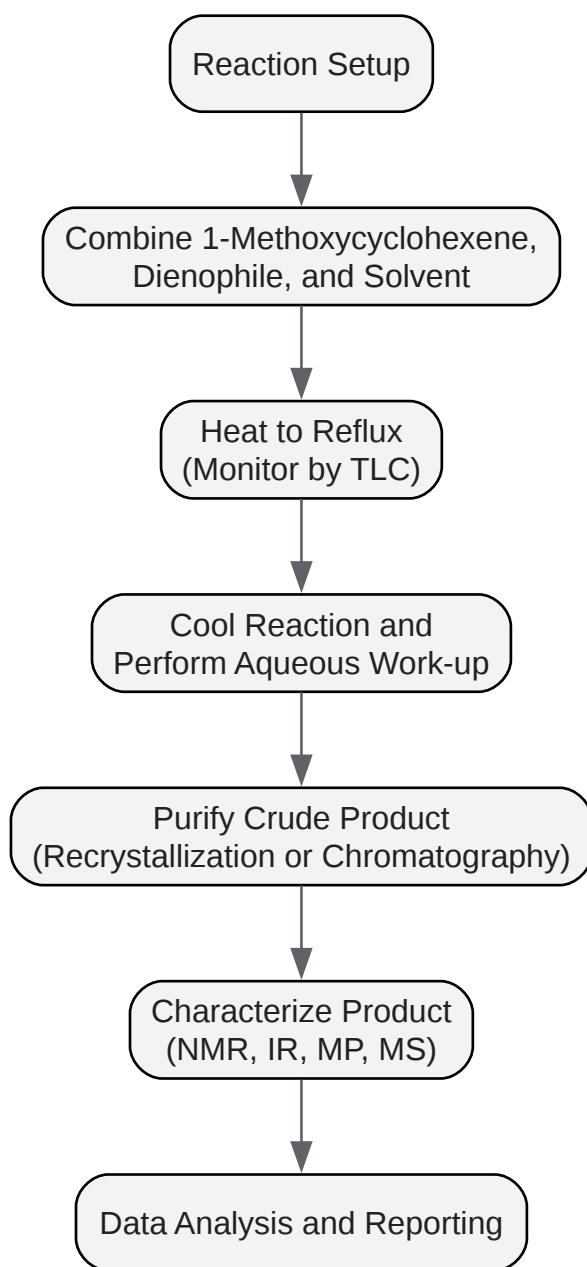 Reaction Setup
Combine 1-Methoxycyclohexene,
Dienophile, and Solvent
Heat to Reflux
(Monitor by TLC)
Cool Reaction and
Perform Aqueous Work-up
Purify Crude Product
(Recrystallization or Chromatography)
Characterize Product
(NMR, IR, MP, MS)
Data Analysis and Reporting